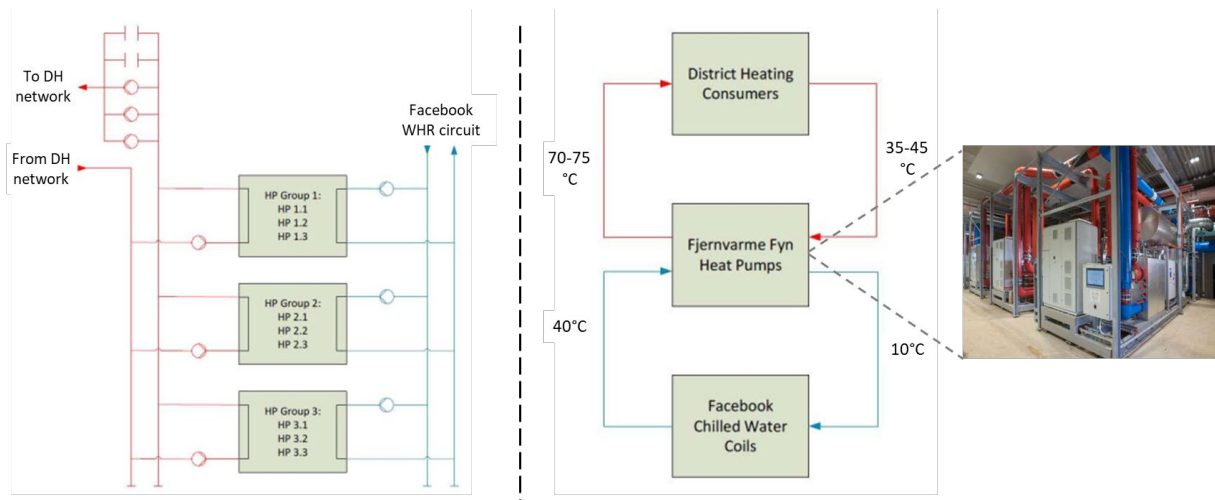 To DH
network
From DH
network
Facebook
WHR circuit
HP Group 1:
HP 1.1
HP 1.2
HP 1.3
HP Group 2:
HP 2.1
HP 2.2
HP 2.3
HP Group 3:
HP 3.1
HP 3.2
HP 3.3
District Heating
Consumers
70-75
°C
35-45
°C
Fjernvarme Fyn
Heat Pumps
40°C
10°C
Facebook
Chilled Water
Coils